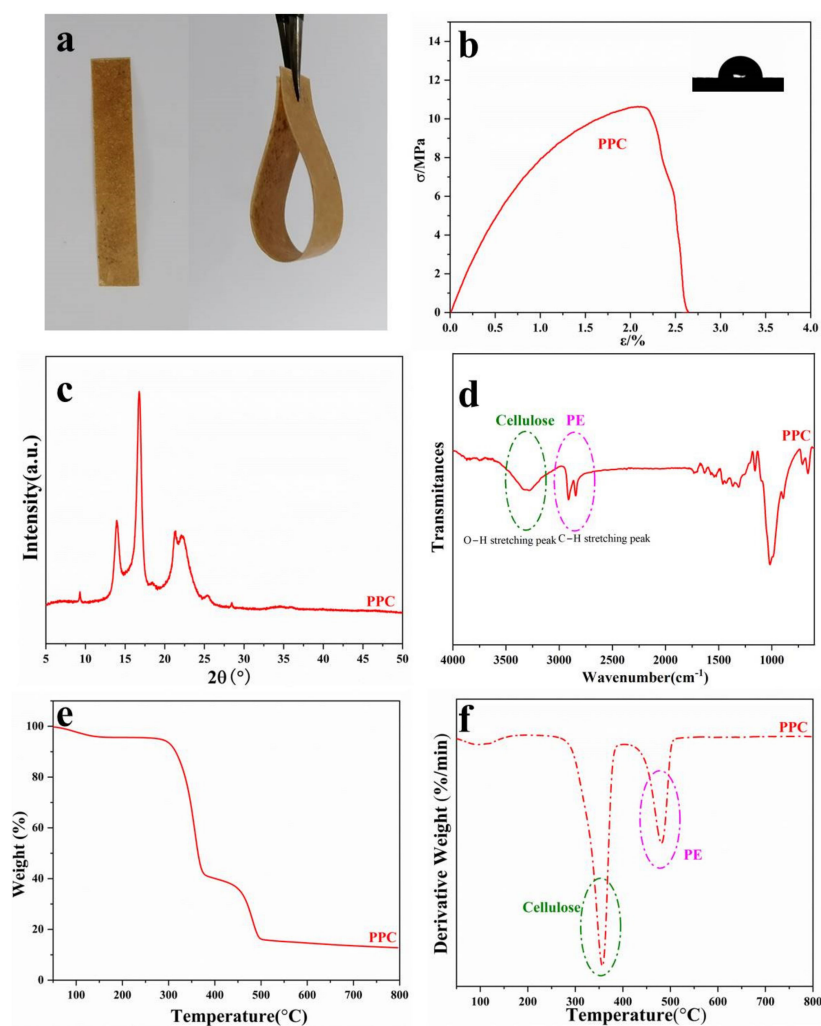 a
b
14
12
10
8
6
4
2
0
σ/MPa
PPC
0.0 0.5 1.0 1.5 2.0 2.5 3.0 3.5 4.0
ε/%
c
Intensity(a.u.)
PPC
5 10 15 20 25 30 35 40 45 50
2θ (°)
d
Cellulose PE
PPC
Transmitances
O−H stretching peak C−H stretching peak
4000 3500 3000 2500 2000 1500 1000
Wavenumber(cm-1)
e
100
80
60
40
20
0
Weight (%)
PPC
100 200 300 400 500 600 700 800
Temperature(°C)
f
PPC
Derivative Weight (%/min)
PE
Cellulose
100 200 300 400 500 600 700 800
Temperature(°C)